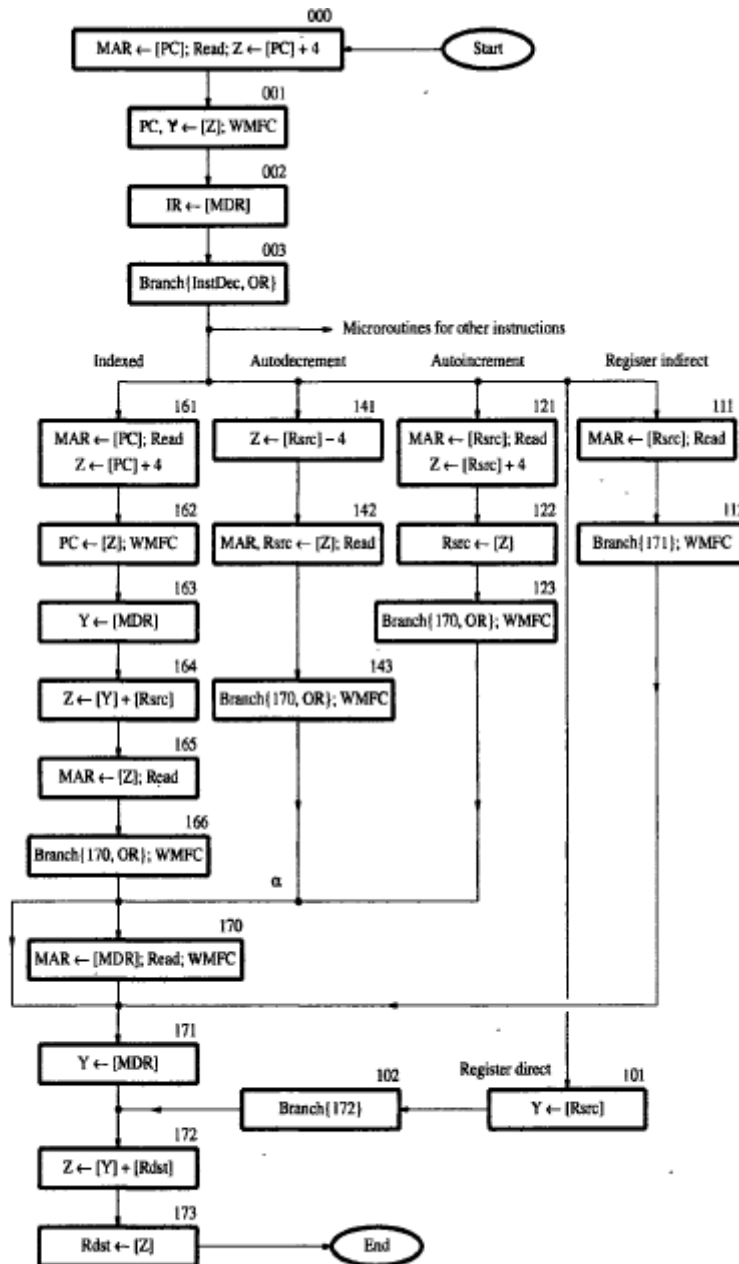 000
MAR ← [PC]; Read; Z ← [PC] + 4
Start
001
PC, Y ← [Z]; WMFC
002
IR ← [MDR]
003
Branch{InstDec, OR}
Microroutines for other instructions
Indexed
Autodecrement
Autoincrement
Register indirect
161
141
121
111
MAR ← [PC]; Read
Z ← [PC] + 4
Z ← [Rsrc] − 4
MAR ← [Rsrc]; Read
Z ← [Rsrc] + 4
MAR ← [Rsrc]; Read
162
142
122
112
PC ← [Z]; WMFC
MAR, Rsrc ← [Z]; Read
Rsrc ← [Z]
Branch{171}; WMFC
163
123
Y ← [MDR]
Branch{170, OR}; WMFC
164
143
Z ← [Y] + [Rsrc]
Branch{170, OR}; WMFC
165
MAR ← [Z]; Read
166
Branch{170, OR}; WMFC
α
170
MAR ← [MDR]; Read; WMFC
171
Y ← [MDR]
Register direct
102
101
Branch{172}
Y ← [Rsrc]
172
Z ← [Y] + [Rdst]
173
Rdst ← [Z]
End